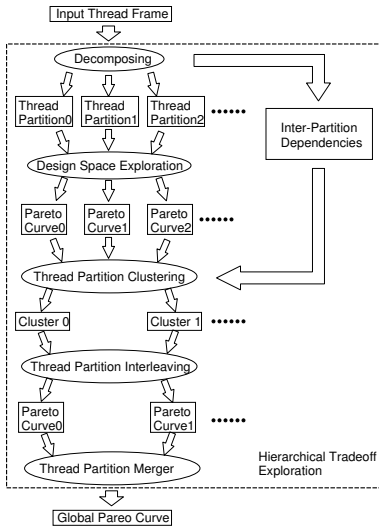 Input Thread Frame
Decomposing
Thread Partition0
Thread Partition1
Thread Partition2
......
Inter-Partition
Dependencies
Design Space Exploration
Pareto Curve0
Pareto Curve1
Pareto Curve2
......
Thread Partition Clustering
Cluster 0
Cluster 1
......
Thread Partition Interleaving
Pareto Curve0
Pareto Curve1
......
Thread Partition Merger
Hierarchical Tradeoff
Exploration
Global Pareo Curve